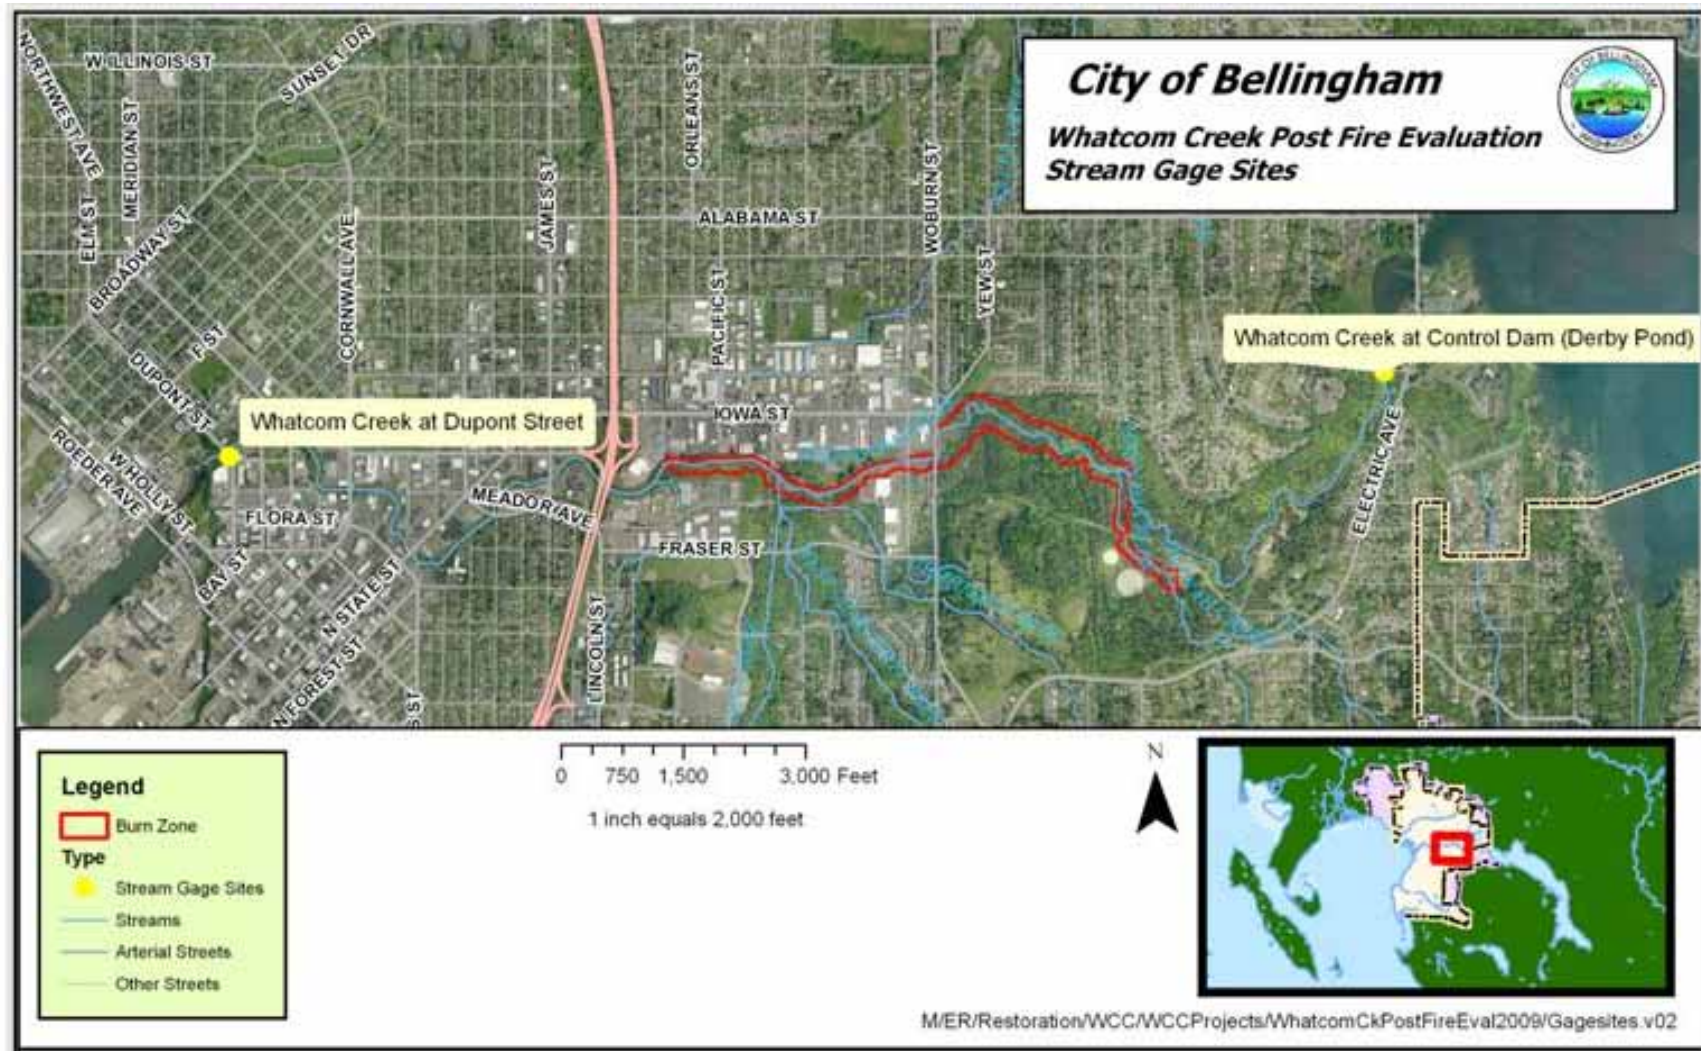 City of Bellingham
Whatcom Creek Post Fire Evaluation
Stream Gage Sites
CITY OF BELLINGHAM
WASHINGTON
NORTHWEST AVE
W ILLINOIS ST
MERIDIAN ST
SUNSET DR
ELM ST
BROADWAY ST
CORNWALL AVE
JAMES ST
ORLEANS ST
ALABAMA ST
WOBURN ST
YEW ST
PACIFIC ST
F ST
DUPONT ST
IOWA ST
Whatcom Creek at Control Dam (Derby Pond)
Whatcom Creek at Dupont Street
ROEDER AVE
W HOLLY ST
FLORA ST
MEADOR AVE
ELECTRIC AVE
FRASER ST
BAY ST
N STATE ST
LINCOLN ST
N FOREST ST
S ST
Legend
Burn Zone
Type
Stream Gage Sites
Streams
Arterial Streets
Other Streets
0 750 1,500 3,000 Feet
1 inch equals 2,000 feet
N
M/ER/Restoration/WCC/WCCProjects/WhatcomCkPostFireEval2009/Gagesites.v02